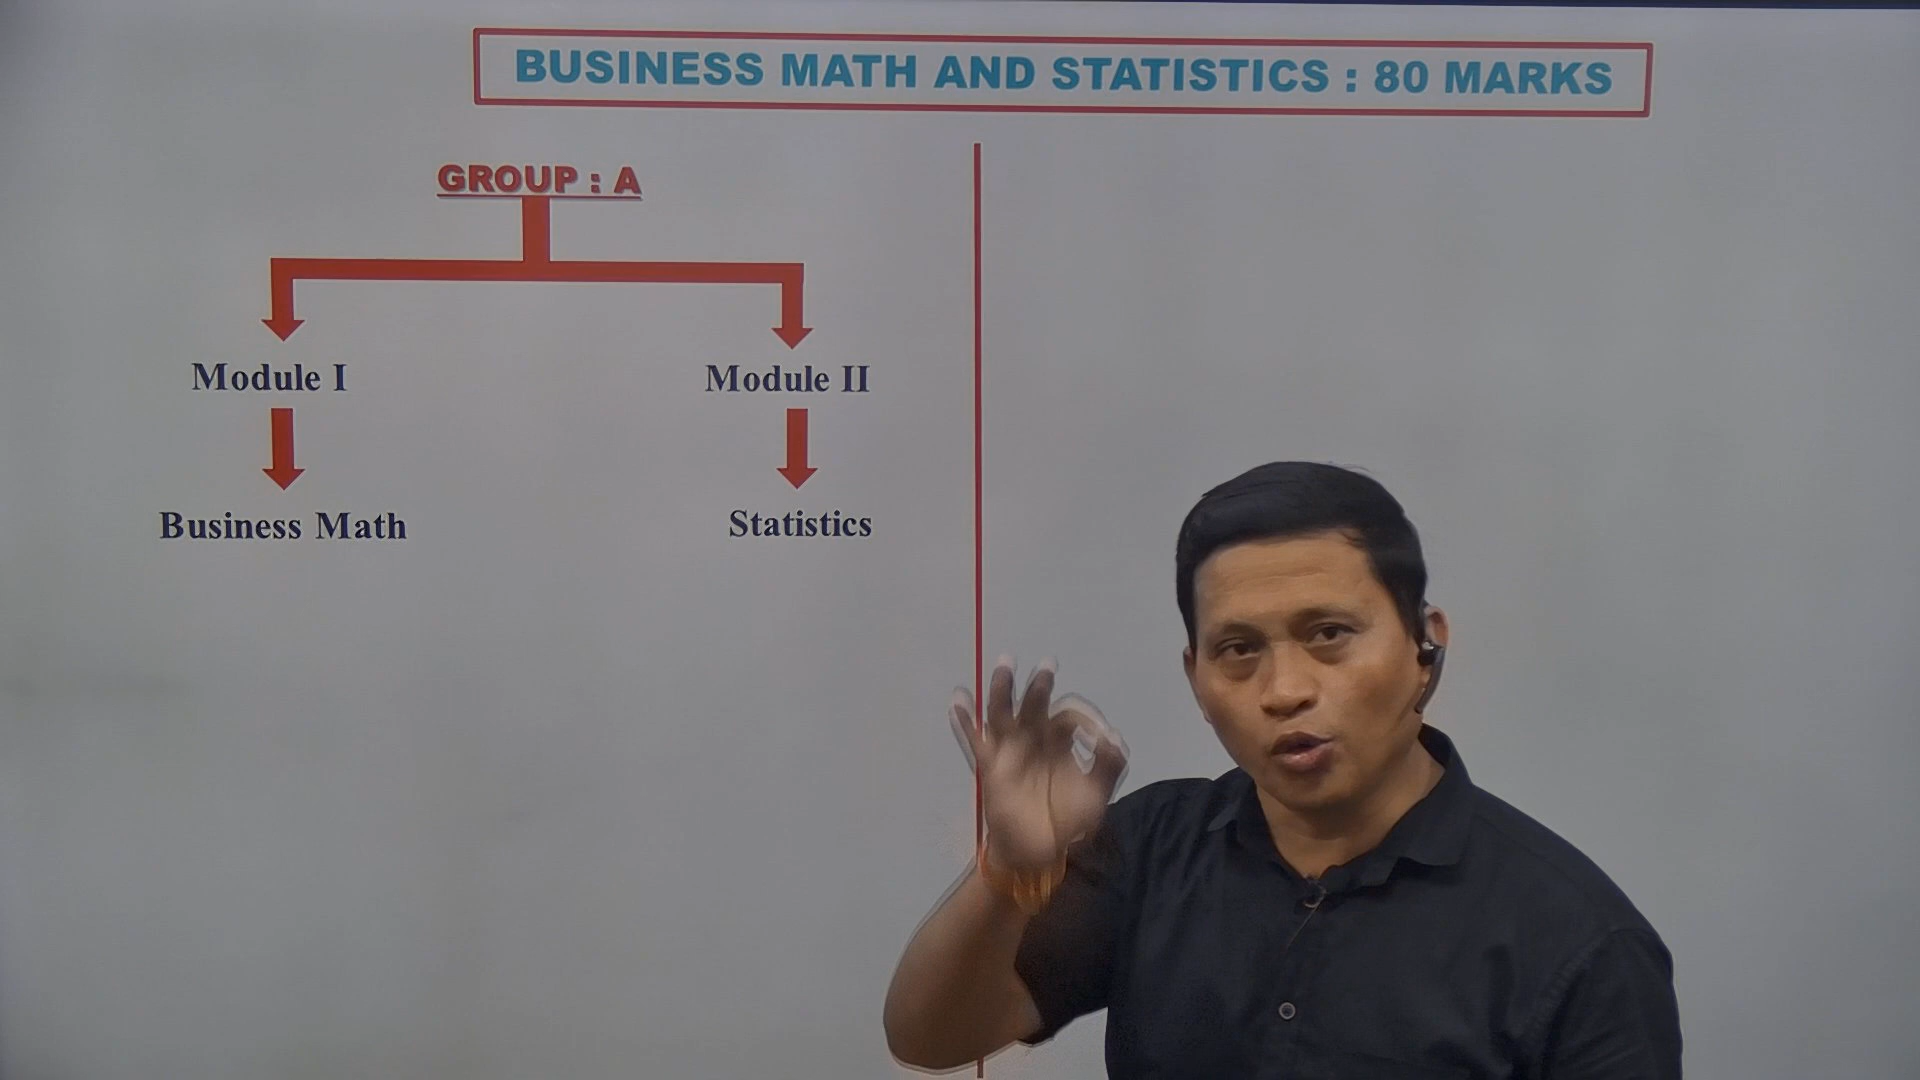 BUSINESS MATH AND STATISTICS : 80 MARKS
GROUP : A
Module I
Module II
Business Math
Statistics